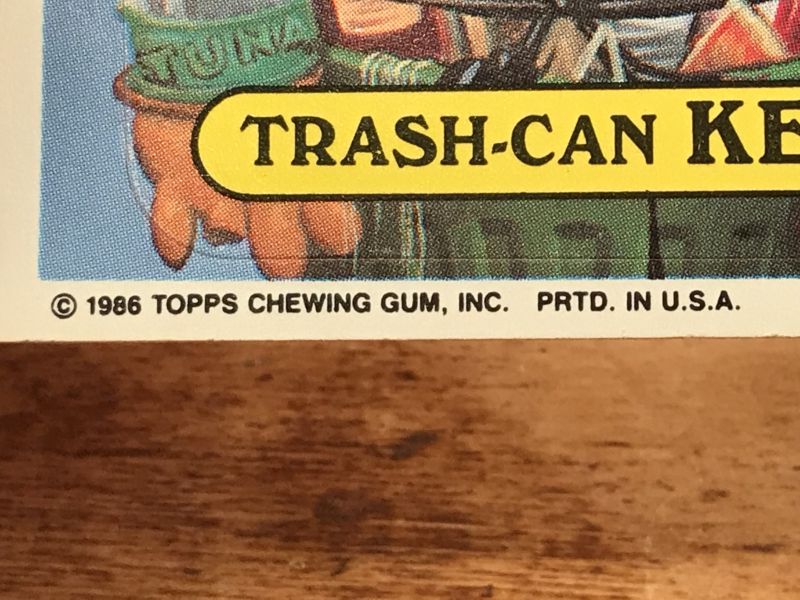 TUNA
TRASH-CAN KE
© 1986 TOPPS CHEWING GUM, INC. PRTD. IN U.S.A.